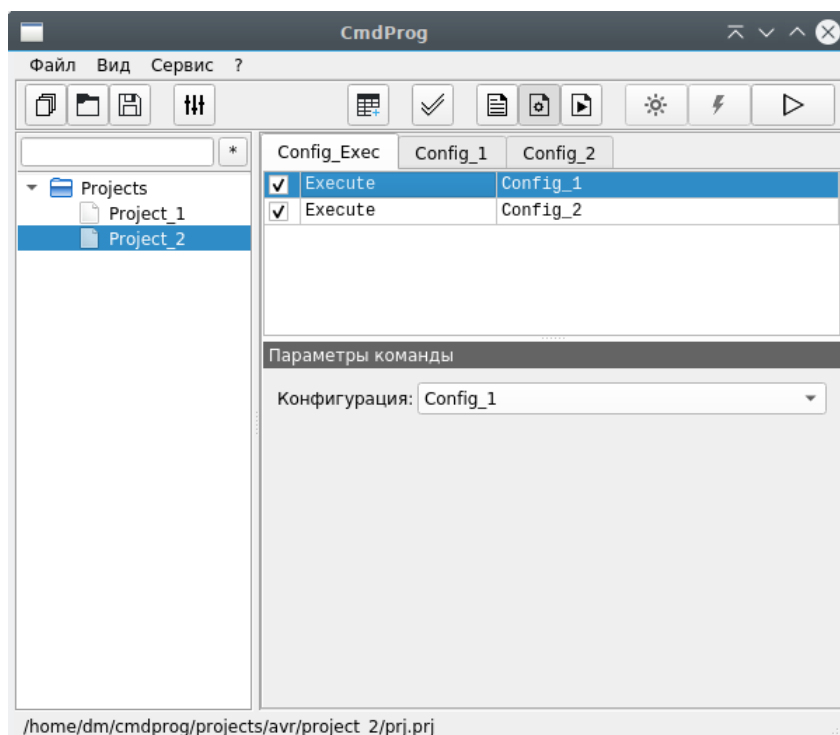 CmdProg
Файл Вид Сервис ?
*
Projects
Project_1
Project_2
Config_Exec Config_1 Config_2
Execute Config_1
Execute Config_2
Параметры команды
Конфигурация: Config_1
/home/dm/cmdprog/projects/avr/project_2/prj.prj